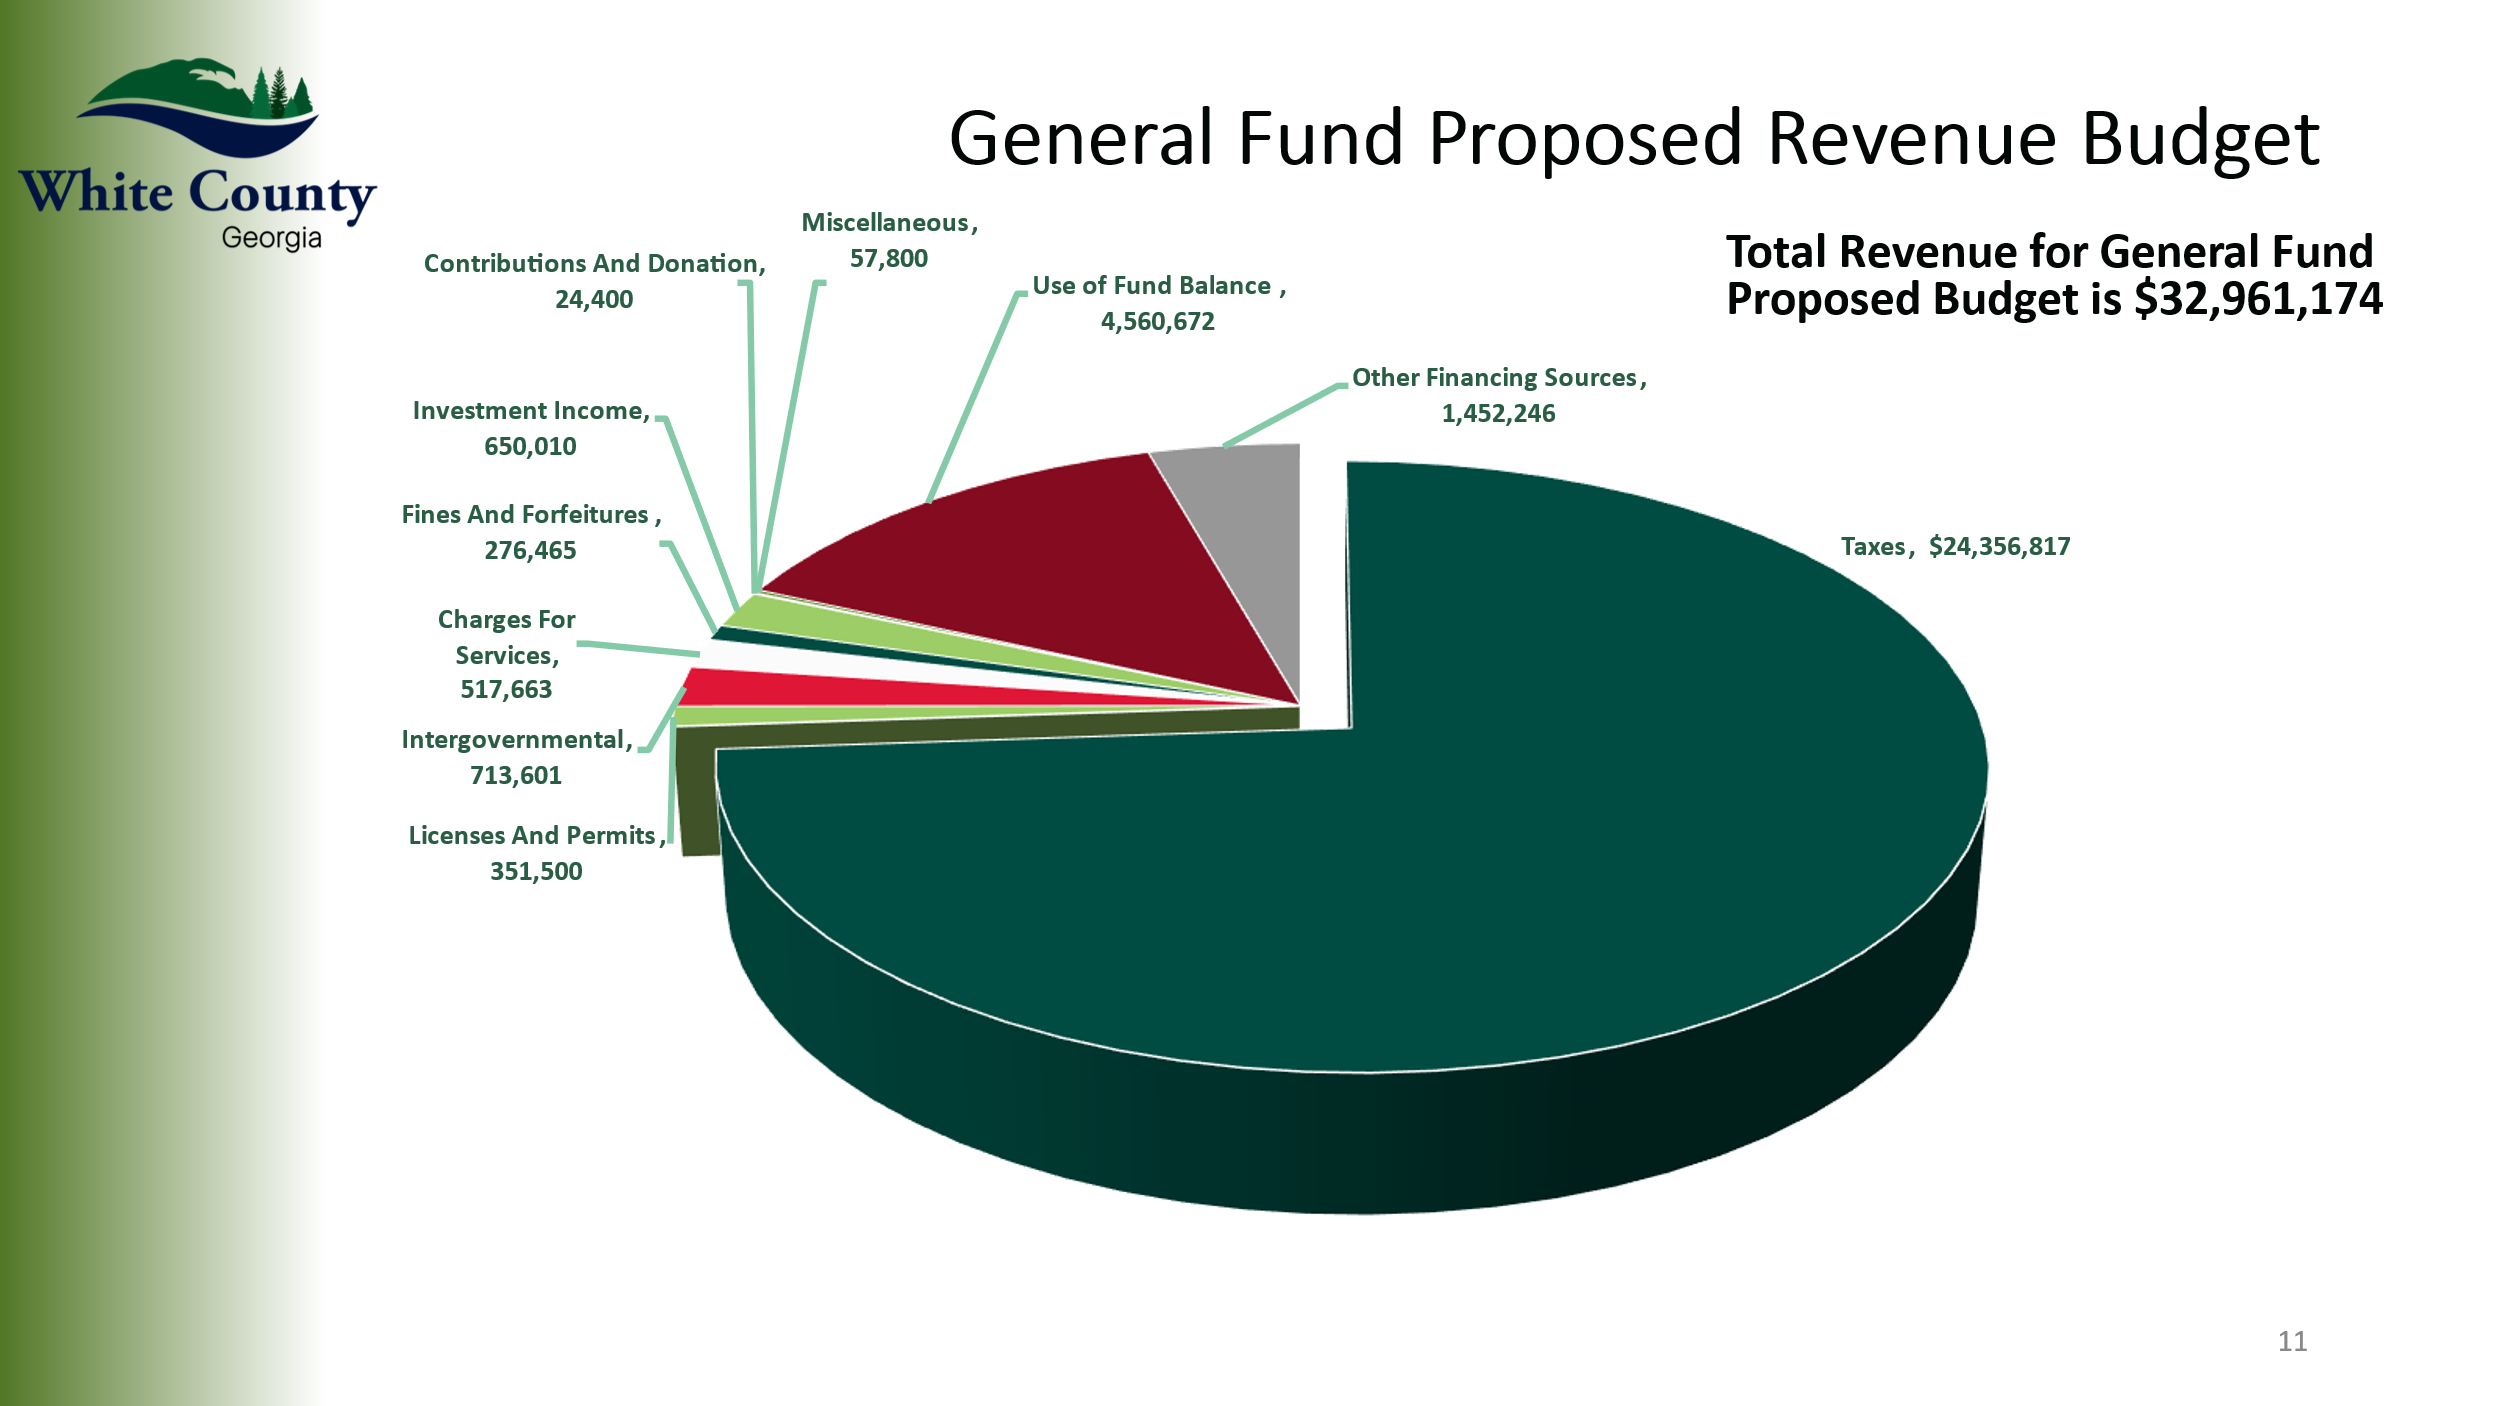 White County
Georgia
General Fund Proposed Revenue Budget
Total Revenue for General Fund
Proposed Budget is $32,961,174
Miscellaneous,
57,800
Contributions And Donation,
24,400
Use of Fund Balance ,
4,560,672
Other Financing Sources,
1,452,246
Investment Income,
650,010
Fines And Forfeitures ,
276,465
Taxes, $24,356,817
Charges For
Services,
517,663
Intergovernmental,
713,601
Licenses And Permits,
351,500
11